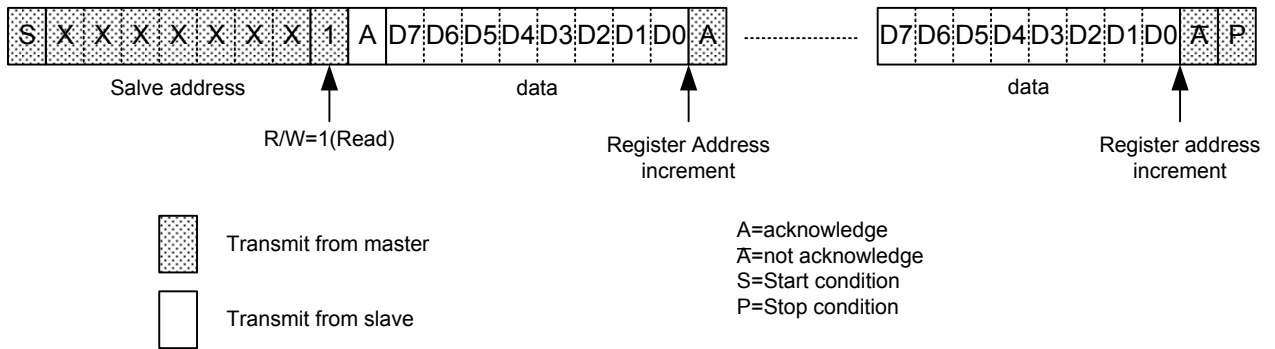 S X X X X X X X 1 A D7 D6 D5 D4 D3 D2 D1 D0 A D7 D6 D5 D4 D3 D2 D1 D0 A̅ P
Salve address
data
data
R/W=1(Read)
Register Address
increment
Register address
increment
Transmit from master
Transmit from slave
A=acknowledge
A̅=not acknowledge
S=Start condition
P=Stop condition